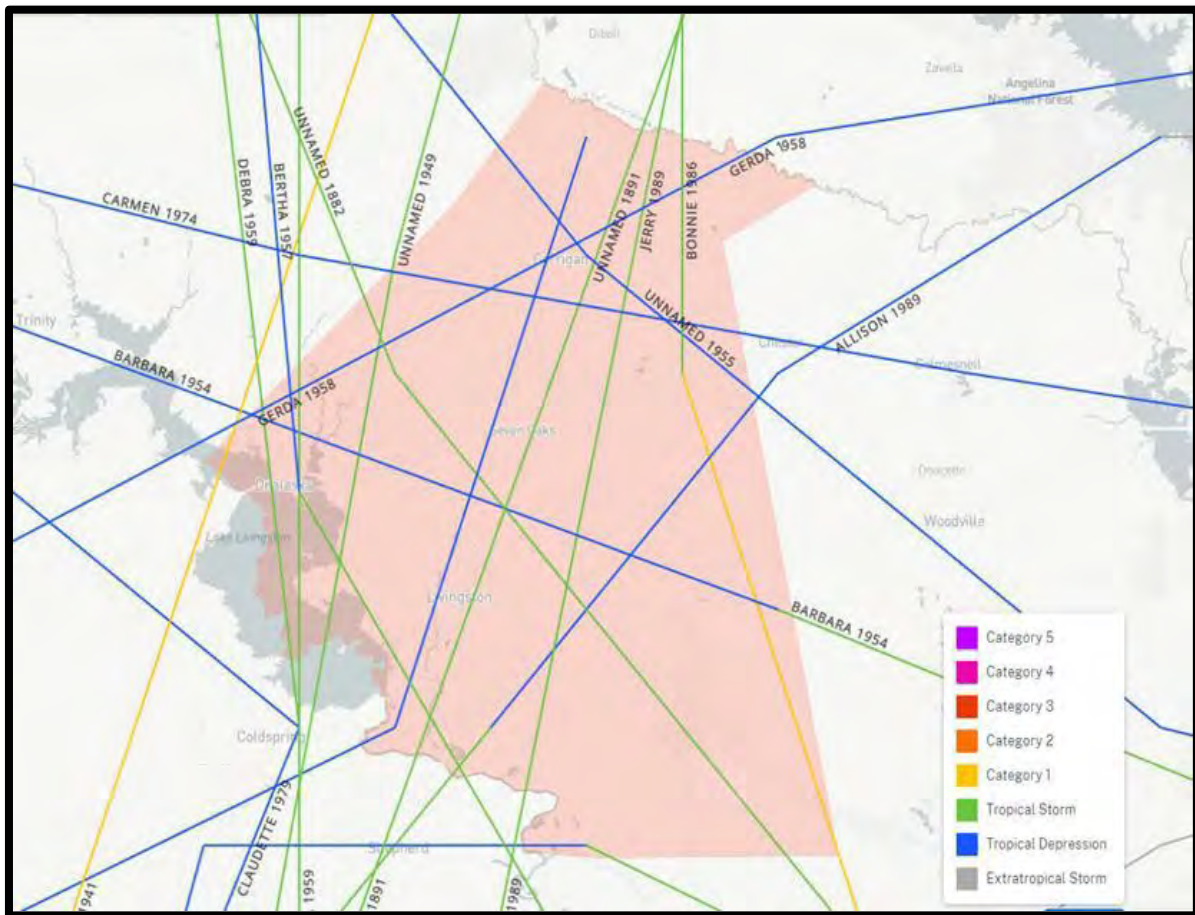 Diboll
Zavalla
Angelina
National Forest
UNNAMED 1882
DEBRA 1959
BERTHA 1957
UNNAMED 1949
UNNAMED 1891
JERRY 1989
BONNIE 1986
GERDA 1958
CARMEN 1974
Corrigan
UNNAMED 1955
ALLISON 1989
Trinity
BARBARA 1954
Chester
Colmesneil
GERDA 1958
Seven Oaks
Onalaska
Doucette
Woodville
Lake Livingston
Livingston
BARBARA 1954
Coldspring
CLAUDETTE 1979
Shepherd
1941
1959
1891
1989
Category 5
Category 4
Category 3
Category 2
Category 1
Tropical Storm
Tropical Depression
Extratropical Storm